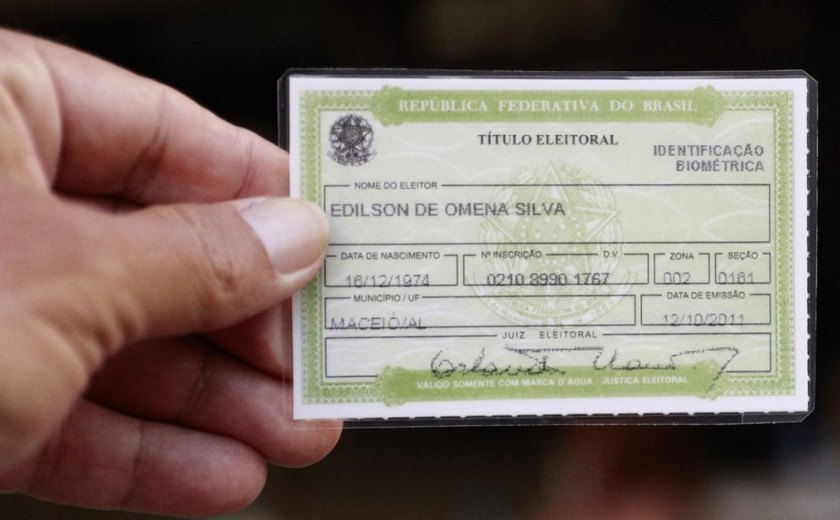 REPÚBLICA FEDERATIVA DO BRASIL
TÍTULO ELEITORAL
IDENTIFICAÇÃO
BIOMÉTRICA
NOME DO ELEITOR
EDILSON DE OMENA SILVA
DATA DE NASCIMENTO Nº INSCRIÇÃO D.V. ZONA SEÇÃO
16/12/1974 0210 8990 1767 002 0161
MUNICÍPIO / UF DATA DE EMISSÃO
MACEIÓ/AL 12/10/2011
JUIZ ELEITORAL
VÁLIDO SOMENTE COM MARCA D'ÁGUA - JUSTIÇA ELEITORAL